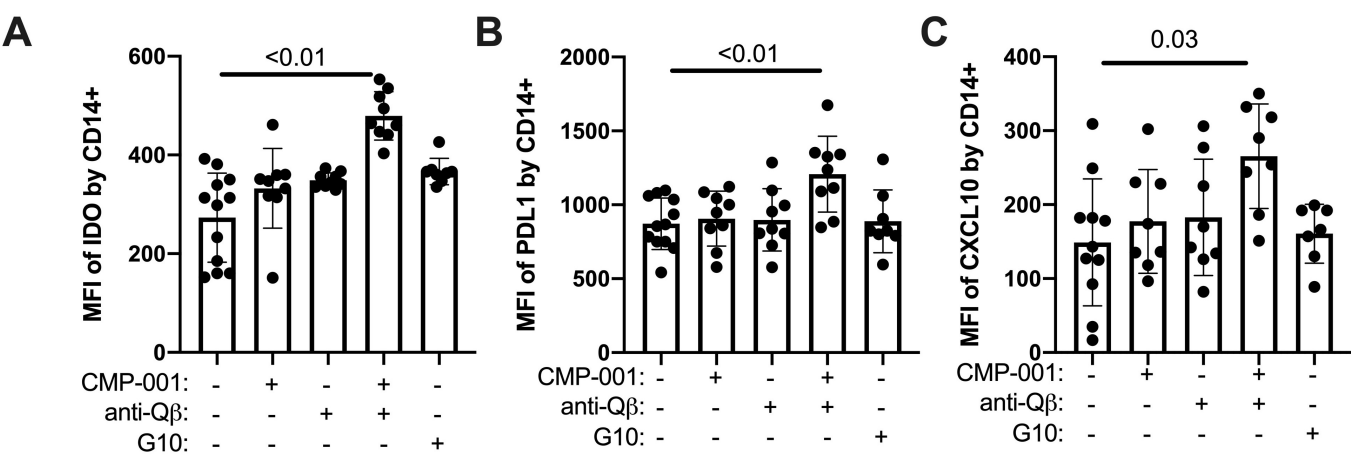 A
MFI of IDO by CD14+
600
400
200
0
<0.01
CMP-001: - + - + -
anti-Qβ: - - + + -
G10: - - - - +
B
MFI of PDL1 by CD14+
2000
1500
1000
500
0
<0.01
CMP-001: - + - + -
anti-Qβ: - - + + -
G10: - - - - +
C
MFI of CXCL10 by CD14+
400
300
200
100
0
0.03
CMP-001: - + - + -
anti-Qβ: - - + + -
G10: - - - - +